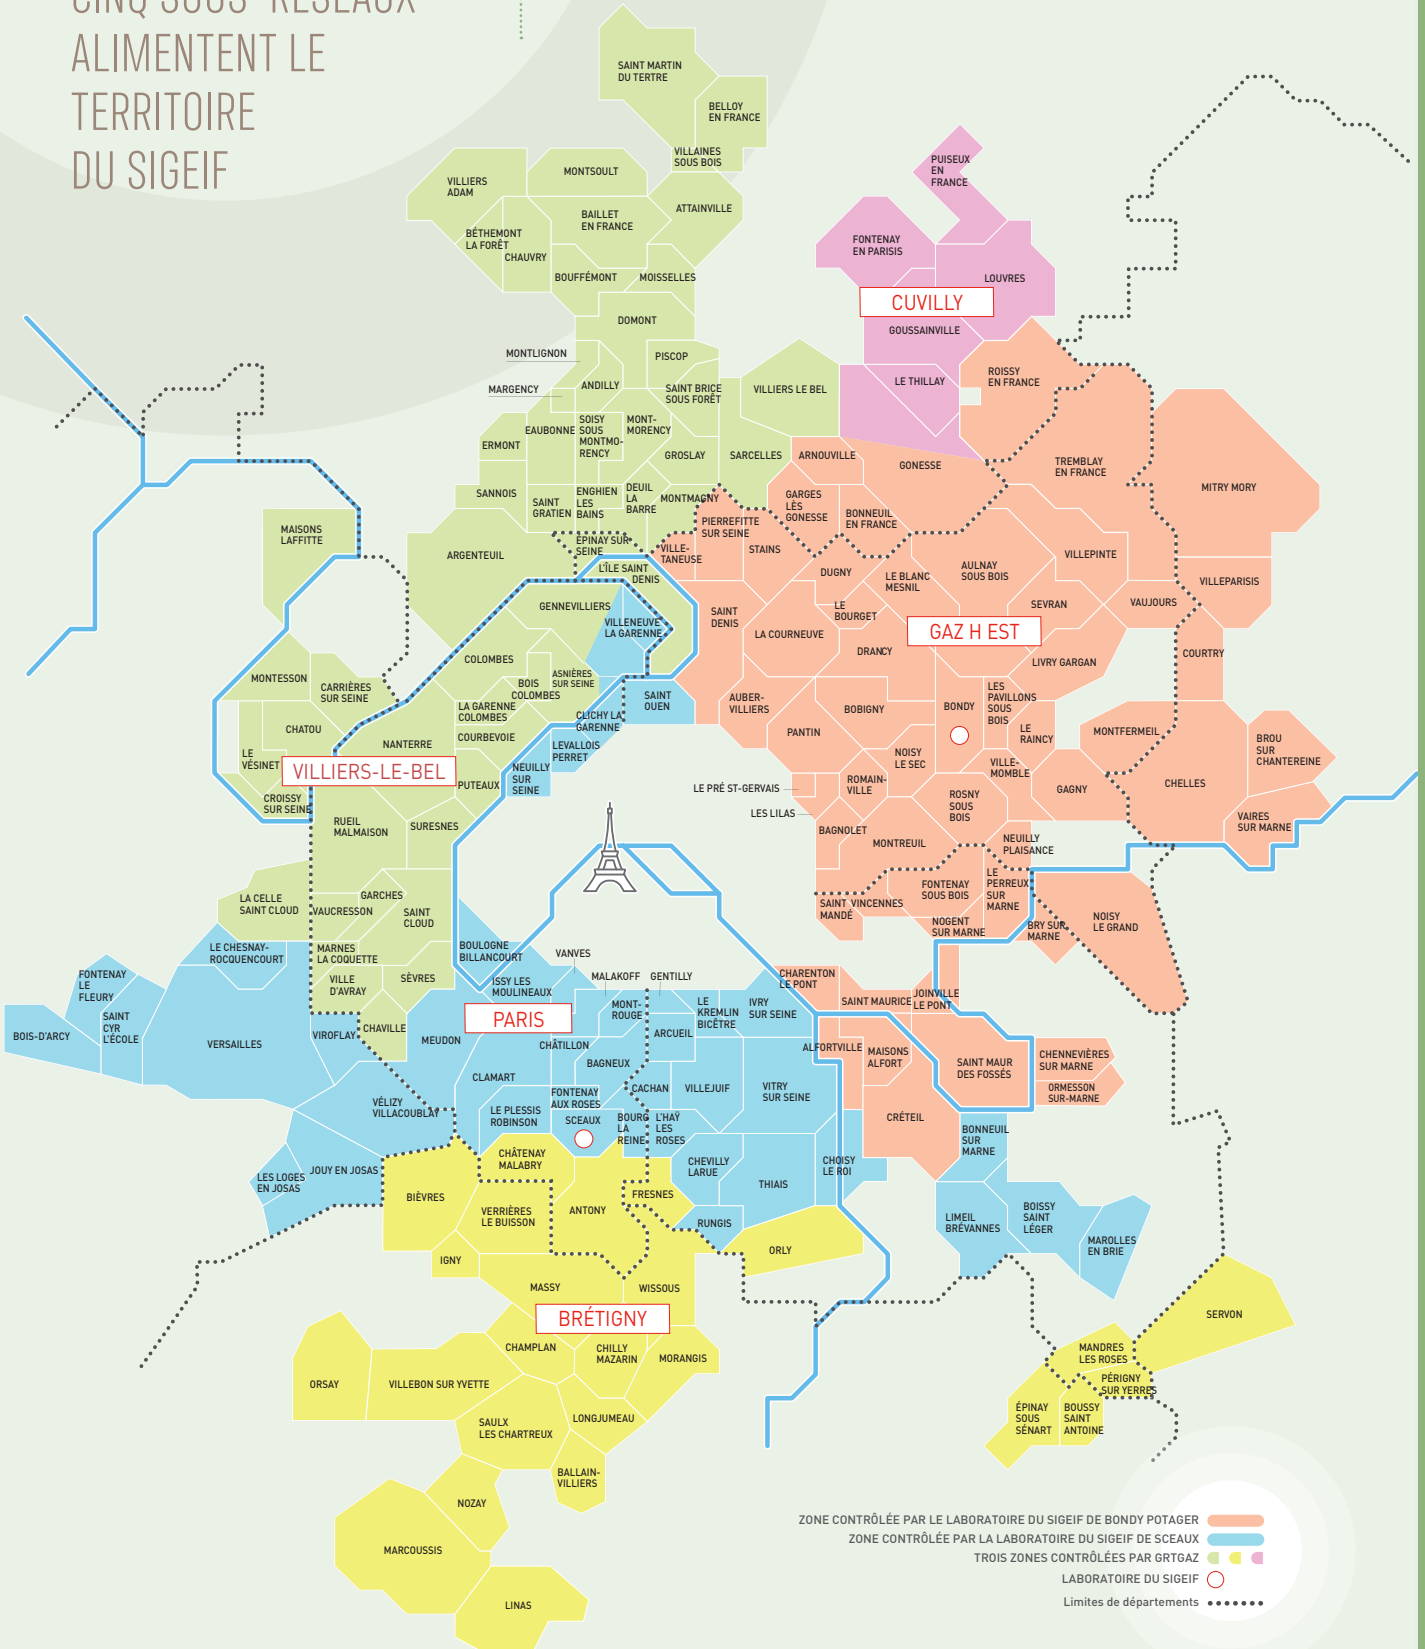 CINQ SOUS-RÉSEAUX
ALIMENTENT LE
TERRITOIRE
DU SIGEIF
SAINT MARTIN
DU TERTRE
BELLOY
EN FRANCE
VILLAINES
SOUS BOIS
MONTSOULT
VILLIERS
ADAM
ATTAINVILLE
BAILLET
EN FRANCE
BÉTHEMONT
LA FORÊT
CHAUVRY
BOUFFÉMONT
MOISSELLES
DOMONT
PUISEUX
EN
FRANCE
FONTENAY
EN PARISIS
LOUVRES
CUVILLY
GOUSSAINVILLE
LE THILLAY
ROISSY
EN FRANCE
MONTLIGNON
PISCOP
MARGENCY
ANDILLY
SAINT BRICE
SOUS FORÊT
VILLIERS LE BEL
EAUBONNE
SOISY
SOUS
MONTMO-
RENCY
MONT-
MORENCY
ERMONT
GROSLAY
SARCELLES
ARNOUVILLE
GONESSE
TREMBLAY
EN FRANCE
MITRY MORY
SANNOIS
SAINT
GRATIEN
ENGHIEN
LES
BAINS
DEUIL
LA
BARRE
MONTMAGNY
GARGES
LÈS
GONESSE
BONNEUIL
EN FRANCE
PIERREFITTE
SUR SEINE
MAISONS
LAFFITTE
ARGENTEUIL
ÉPINAY SUR
SEINE
VILLE-
TANEUSE
STAINS
VILLEPINTE
L'ÎLE SAINT
DENIS
DUGNY
LE BLANC
MESNIL
AULNAY
SOUS BOIS
VILLEPARISIS
GENNEVILLIERS
VILLENEUVE
LA GARENNE
SAINT
DENIS
LE
BOURGET
SEVRAN
VAUJOURS
LA COURNEUVE
GAZ H EST
DRANCY
LIVRY GARGAN
COURTRY
COLOMBES
MONTESSON
CARRIÈRES
SUR SEINE
BOIS
COLOMBES
ASNIÈRES
SUR SEINE
SAINT
OUEN
AUBER-
VILLIERS
BOBIGNY
BONDY
LES
PAVILLONS
SOUS
BOIS
LA GARENNE
COLOMBES
CLICHY LA
GARENNE
CHATOU
PANTIN
LE
RAINCY
MONTFERMEIL
NANTERRE
COURBEVOIE
LEVALLOIS
PERRET
BROU
SUR
CHANTEREINE
LE
VÉSINET
VILLIERS-LE-BEL
NEUILLY
SUR
SEINE
NOISY
LE SEC
VILLE-
MOMBLE
CHELLES
PUTEAUX
LE PRÉ ST-GERVAIS
ROMAIN-
VILLE
ROSNY
SOUS
BOIS
GAGNY
CROISSY
SUR SEINE
LES LILAS
VAIRES
SUR MARNE
RUEIL
MALMAISON
SURESNES
BAGNOLET
MONTREUIL
NEUILLY
PLAISANCE
LA CELLE
SAINT CLOUD
GARCHES
VAUCRESSON
SAINT
CLOUD
SAINT
MANDÉ
VINCENNES
FONTENAY
SOUS BOIS
LE
PERREUX
SUR
MARNE
NOGENT
SUR MARNE
BRY SUR
MARNE
NOISY
LE GRAND
LE CHESNAY-
ROCQUENCOURT
MARNES
LA COQUETTE
BOULOGNE
BILLANCOURT
VANVES
FONTENAY
LE
FLEURY
VILLE
D'AVRAY
SÈVRES
ISSY LES
MOULINEAUX
MALAKOFF
GENTILLY
CHARENTON
LE PONT
SAINT MAURICE
JOINVILLE
LE PONT
SAINT
CYR
L'ÉCOLE
PARIS
MONT-
ROUGE
LE
KREMLIN
BICÊTRE
IVRY
SUR SEINE
BOIS-D'ARCY
VERSAILLES
VIROFLAY
CHAVILLE
MEUDON
CHÂTILLON
ARCUEIL
ALFORTVILLE
MAISONS
ALFORT
SAINT MAUR
DES FOSSÉS
CHENNEVIÈRES
SUR MARNE
BAGNEUX
CLAMART
FONTENAY
AUX ROSES
CACHAN
VILLEJUIF
VITRY
SUR SEINE
ORMESSON
SUR-MARNE
VÉLIZY
VILLACOUBLAY
LE PLESSIS
ROBINSON
SCEAUX
BOURG
LA
REINE
L'HAŸ
LES
ROSES
CRÉTEIL
BONNEUIL
SUR
MARNE
CHÂTENAY
MALABRY
CHEVILLY
LARUE
CHOISY
LE ROI
LES LOGES
EN JOSAS
JOUY EN JOSAS
BIÈVRES
THIAIS
FRESNES
VERRIÈRES
LE BUISSON
ANTONY
RUNGIS
LIMEIL
BRÉVANNES
BOISSY
SAINT
LÉGER
MAROLLES
EN BRIE
ORLY
IGNY
MASSY
WISSOUS
BRÉTIGNY
SERVON
CHAMPLAN
CHILLY
MAZARIN
MORANGIS
MANDRES
LES ROSES
ORSAY
VILLEBON SUR YVETTE
PÉRIGNY
SUR YERRES
SAULX
LES CHARTREUX
LONGJUMEAU
ÉPINAY
SOUS
SÉNART
BOUSSY
SAINT
ANTOINE
BALLAIN-
VILLIERS
NOZAY
MARCOUSSIS
LINAS
ZONE CONTRÔLÉE PAR LE LABORATOIRE DU SIGEIF DE BONDY POTAGER
ZONE CONTRÔLÉE PAR LA LABORATOIRE DU SIGEIF DE SCEAUX
TROIS ZONES CONTRÔLÉES PAR GRTGAZ
LABORATOIRE DU SIGEIF
Limites de départements